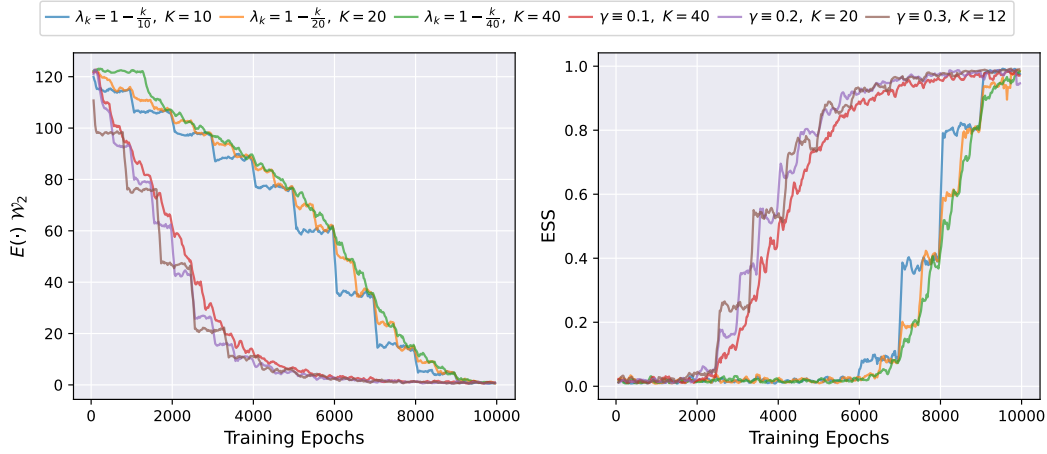 λ_k = 1 − k/10, K = 10 λ_k = 1 − k/20, K = 20 λ_k = 1 − k/40, K = 40 γ ≡ 0.1, K = 40 γ ≡ 0.2, K = 20 γ ≡ 0.3, K = 12
E(·) 𝒲₂
120
100
80
60
40
20
0
0 2000 4000 6000 8000 10000
Training Epochs
ESS
1.0
0.8
0.6
0.4
0.2
0.0
0 2000 4000 6000 8000 10000
Training Epochs